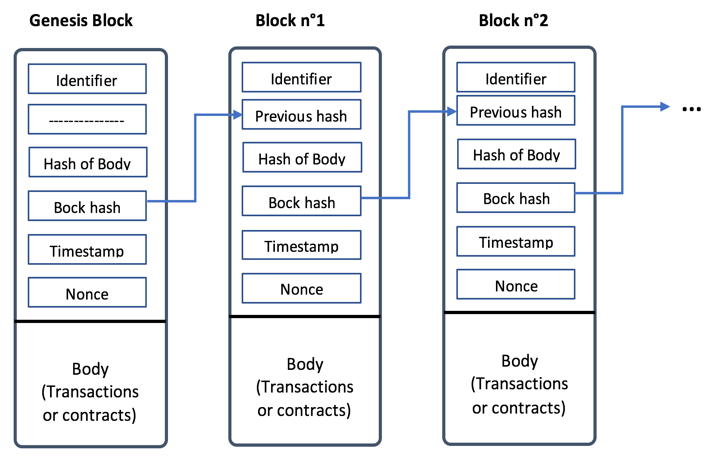 Genesis Block
Identifier
---------------
Hash of Body
Bock hash
Timestamp
Nonce
Body
(Transactions
or contracts)
Block n°1
Identifier
Previous hash
Hash of Body
Bock hash
Timestamp
Nonce
Body
(Transactions
or contracts)
Block n°2
Identifier
Previous hash
Hash of Body
Bock hash
Timestamp
Nonce
Body
(Transactions
or contracts)
...